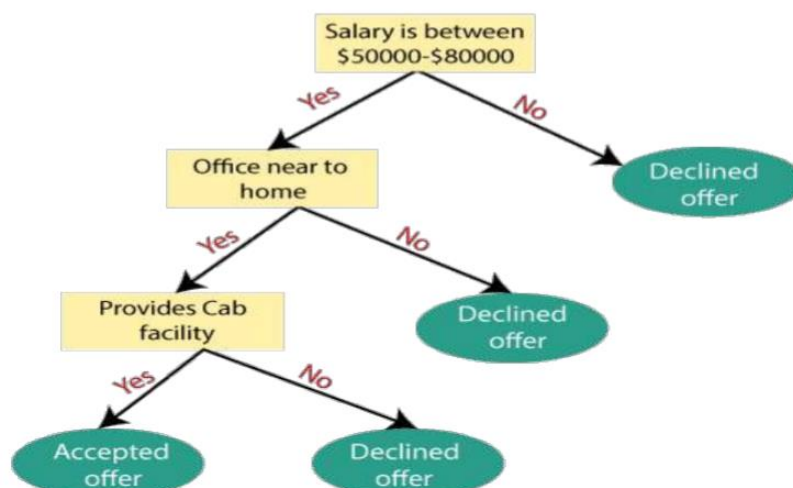 Salary is between
$50000-$80000
Yes
No
Office near to
home
Declined
offer
Yes
No
Provides Cab
facility
Declined
offer
Yes
No
Accepted
offer
Declined
offer